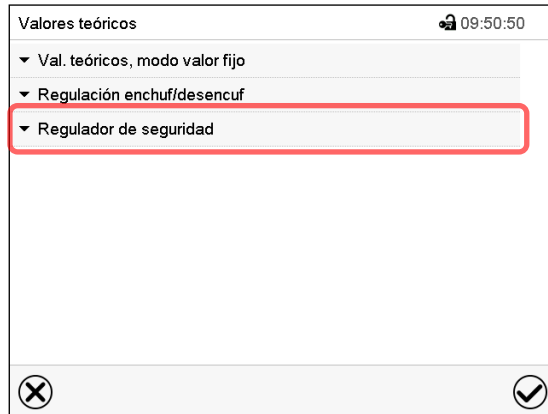 Valores teóricos 09:50:50
Val. teóricos, modo valor fijo
Regulación enchuf/desencuf
Regulador de seguridad